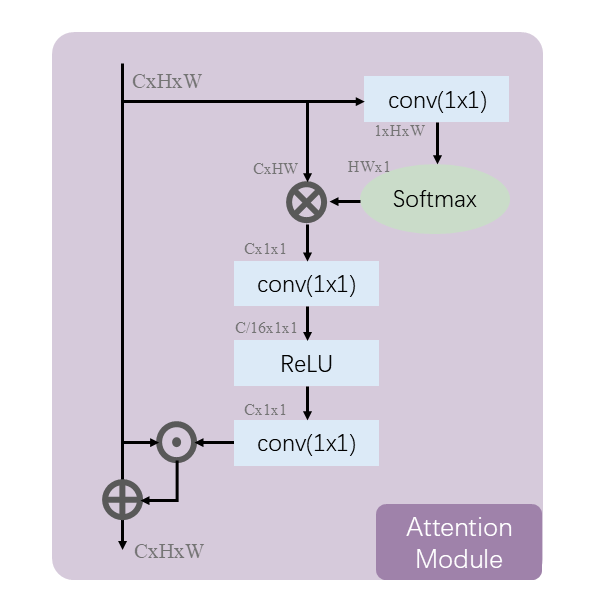 CxHxW
conv(1x1)
1xHxW
CxHW
HWx1
Softmax
Cx1x1
conv(1x1)
C/16x1x1
ReLU
Cx1x1
conv(1x1)
CxHxW
Attention
Module